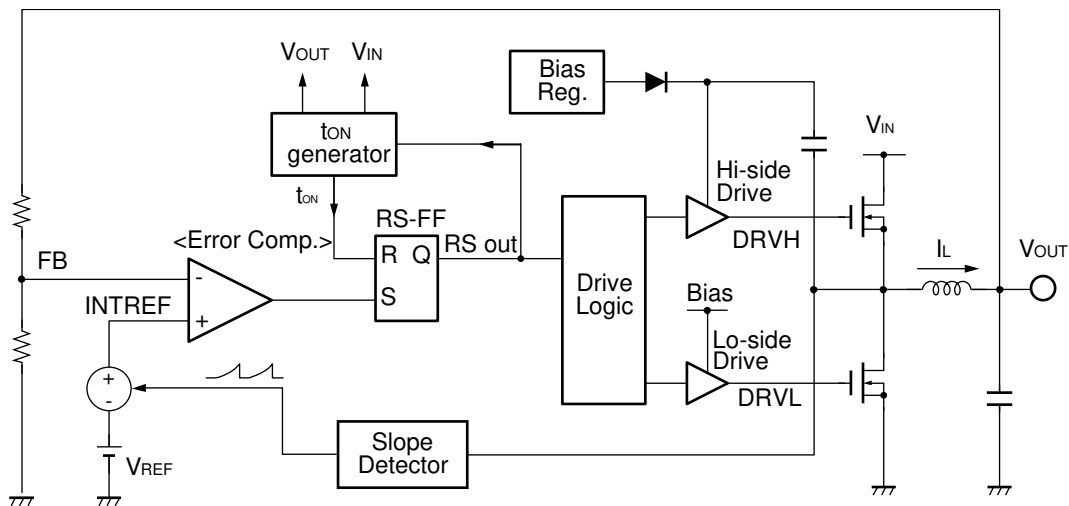 VOUT VIN
Bias
Reg.
tON
generator
VIN
tON
RS-FF
Hi-side
Drive
<Error Comp.>
R Q
RS out
DRVH
FB
-
S
Drive
Logic
IL
VOUT
INTREF
+
Bias
Lo-side
Drive
+
-
DRVL
Slope
Detector
VREF